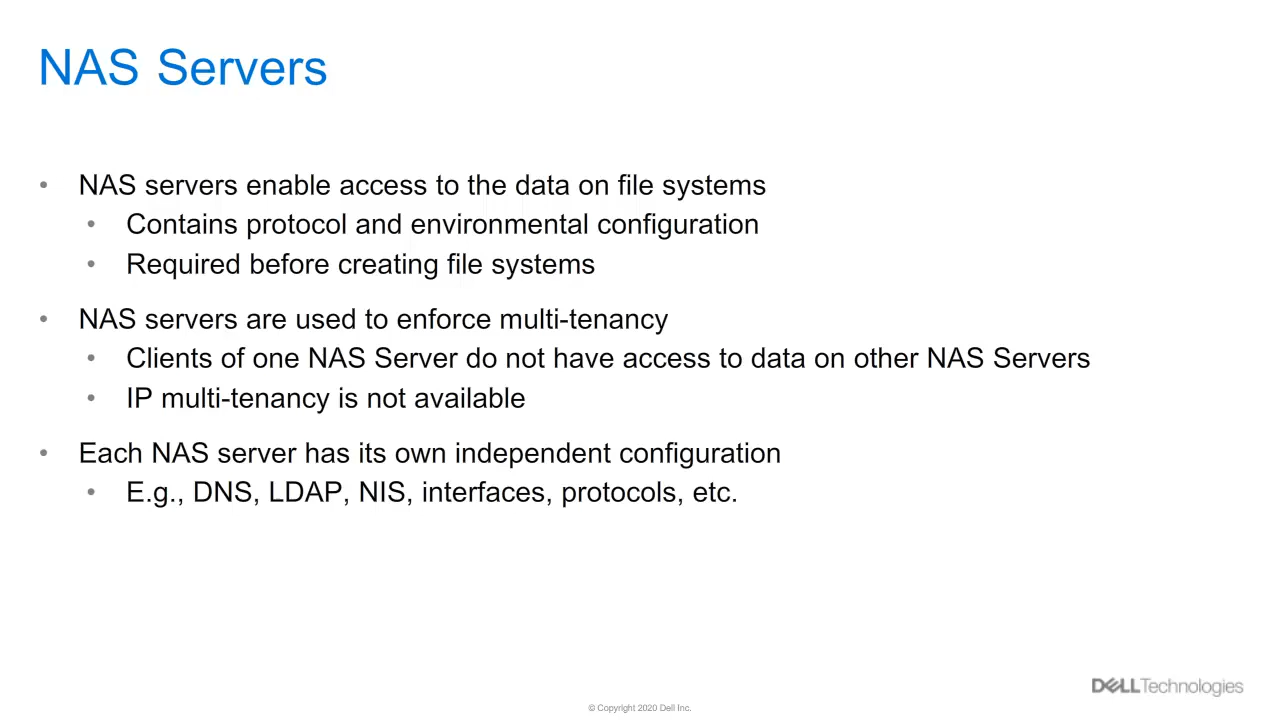 NAS Servers
• NAS servers enable access to the data on file systems
• Contains protocol and environmental configuration
• Required before creating file systems
• NAS servers are used to enforce multi-tenancy
• Clients of one NAS Server do not have access to data on other NAS Servers
• IP multi-tenancy is not available
• Each NAS server has its own independent configuration
• E.g., DNS, LDAP, NIS, interfaces, protocols, etc.
DELLTechnologies
© Copyright 2020 Dell Inc.